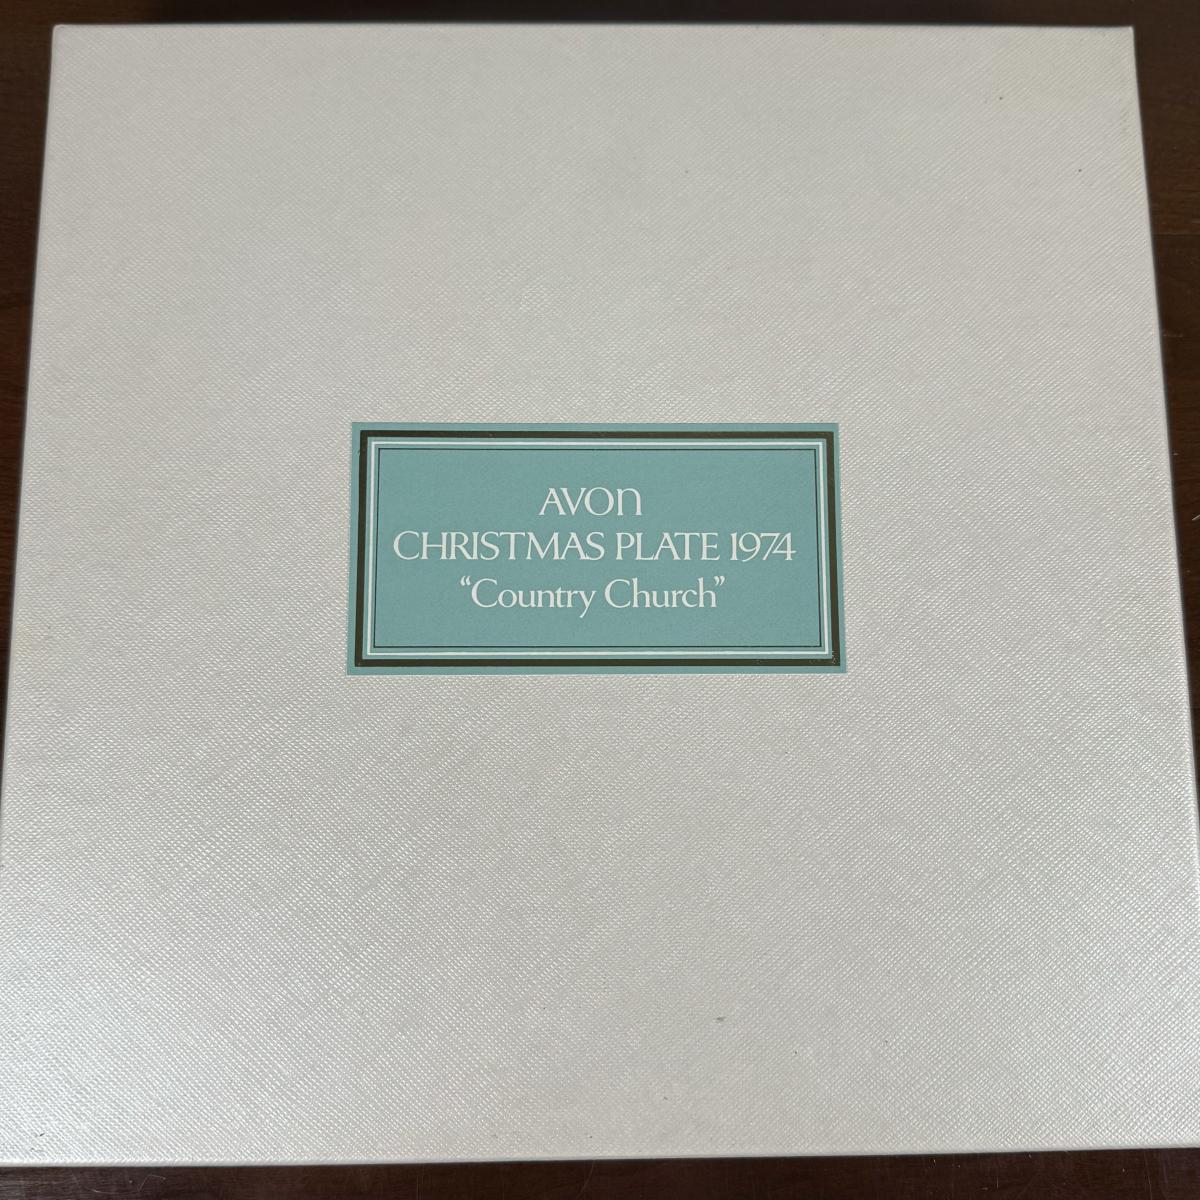 AVON
CHRISTMAS PLATE 1974
“Country Church”